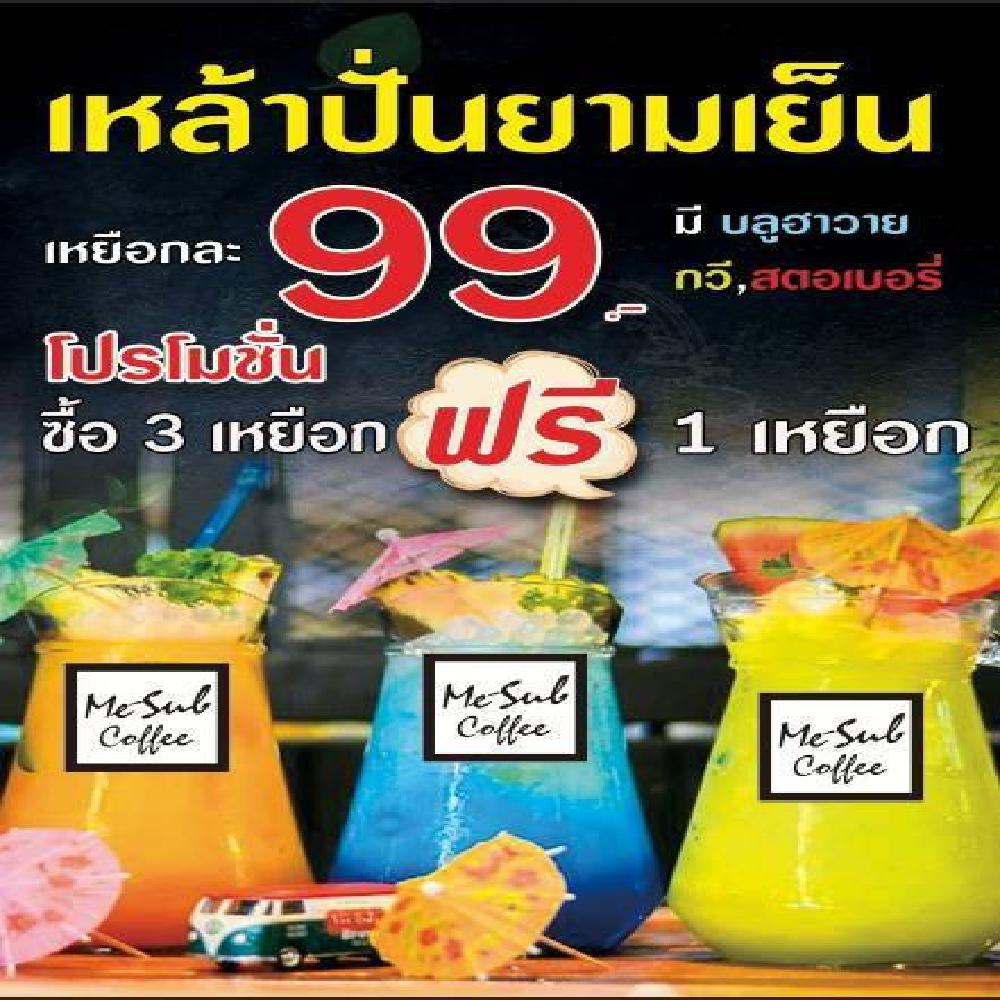 เหล้าปั่นยามเย็น
เหยือกละ 99.-
มี บลูฮาวาย
กวี,สตอเบอรี่
โปรโมชั่น
ซื้อ 3 เหยือก ฟรี 1 เหยือก
Me-Sub
Coffee
Me-Sub
Coffee
Me-Sub
Coffee